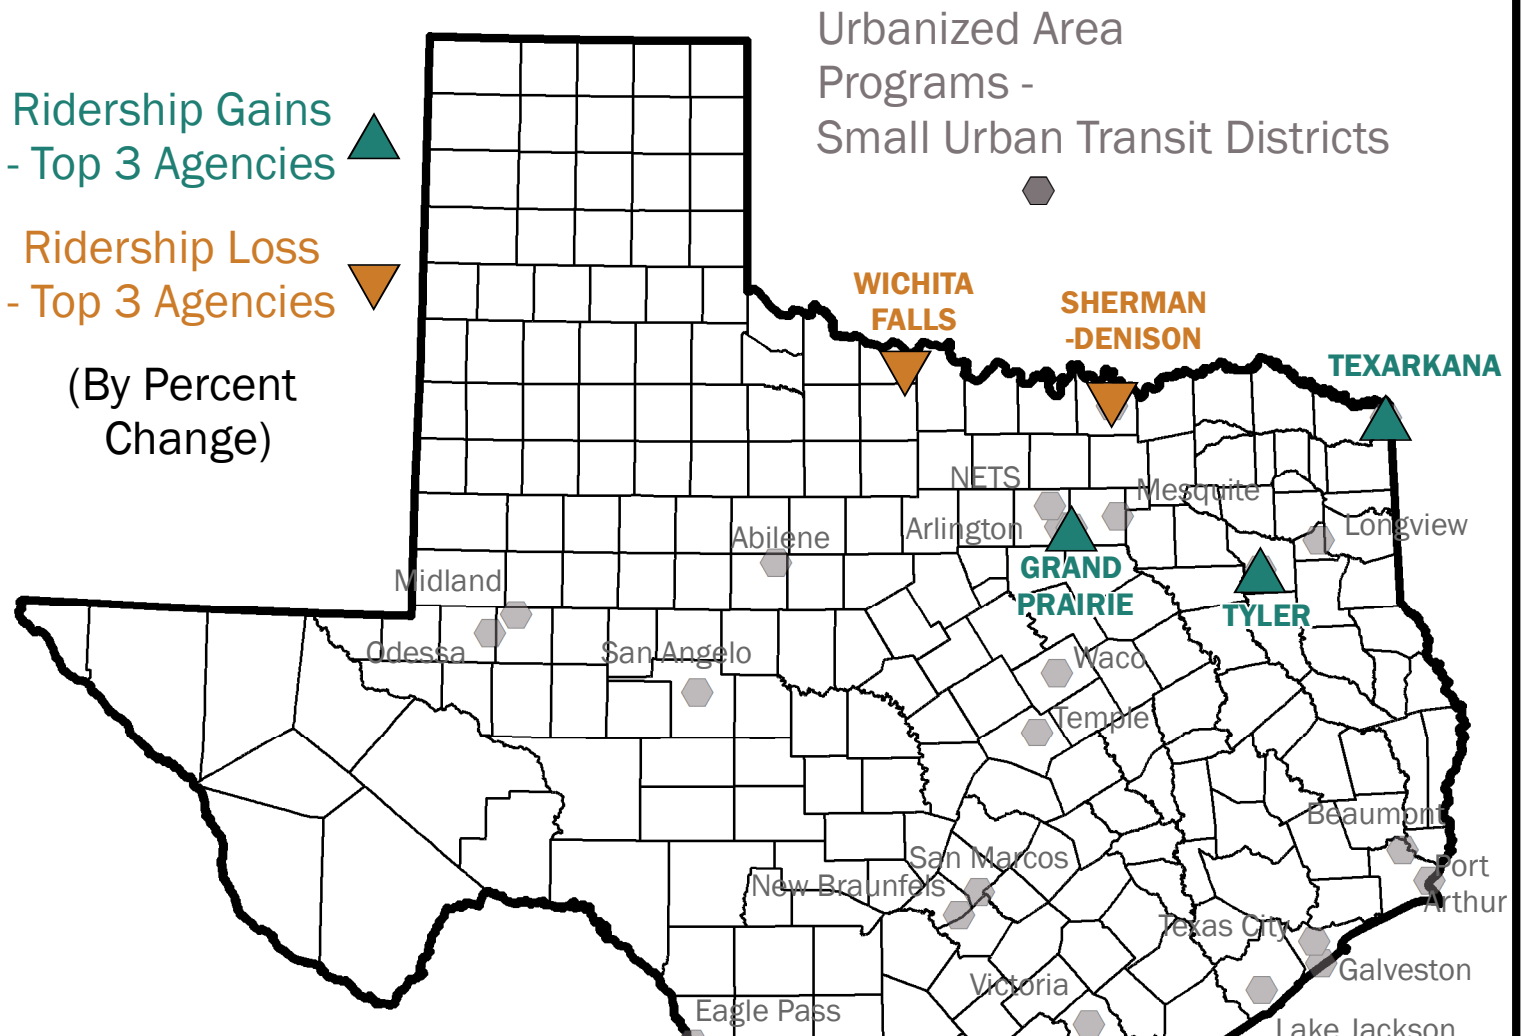 Urbanized Area
Programs -
Small Urban Transit Districts
Ridership Gains
- Top 3 Agencies
Ridership Loss
- Top 3 Agencies
(By Percent
Change)
WICHITA
FALLS
SHERMAN
-DENISON
TEXARKANA
NETS
Mesquite
Arlington
Longview
Abilene
GRAND
PRAIRIE
Midland
TYLER
Odessa
San Angelo
Waco
Temple
Beaumont
San Marcos
Port
Arthur
New Braunfels
Texas City
Galveston
Victoria
Eagle Pass
Lake Jackson